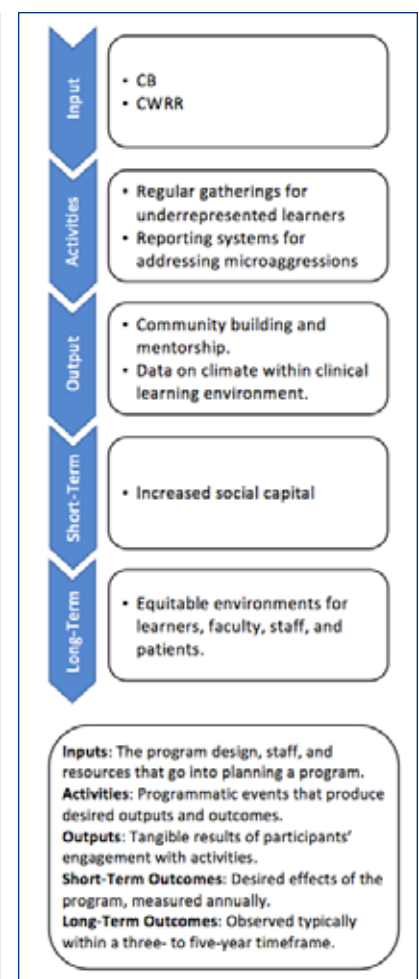 Input
• CB
• CWRR
Activities
• Regular gatherings for
underrepresented learners
• Reporting systems for
addressing microaggressions
Output
• Community building and
mentorship.
• Data on climate within clinical
learning environment.
Short-Term
• Increased social capital
Long-Term
• Equitable environments for
learners, faculty, staff, and
patients.
Inputs: The program design, staff, and
resources that go into planning a program.
Activities: Programmatic events that produce
desired outputs and outcomes.
Outputs: Tangible results of participants'
engagement with activities.
Short-Term Outcomes: Desired effects of the
program, measured annually.
Long-Term Outcomes: Observed typically
within a three- to five-year timeframe.